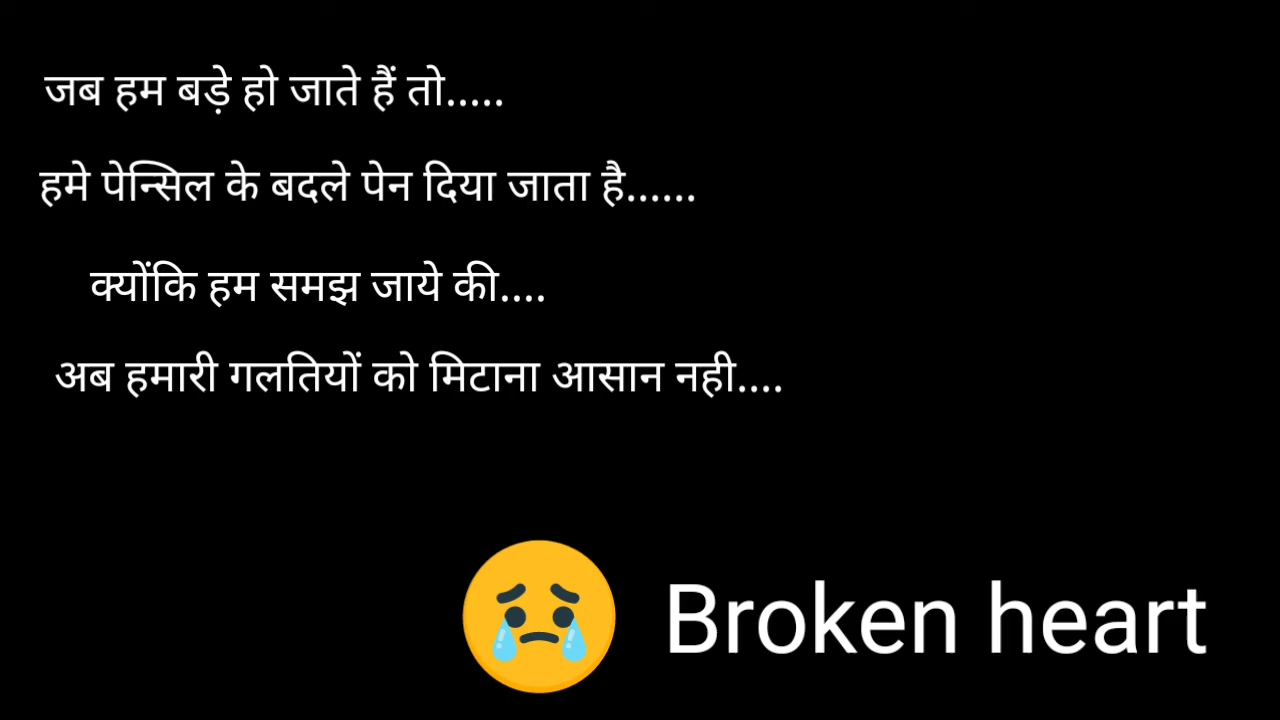 जब हम बड़े हो जाते हैं तो.....
हमे पेन्सिल के बदले पेन दिया जाता है......
क्योंकि हम समझ जाये की....
अब हमारी गलतियों को मिटाना आसान नही....
Broken heart